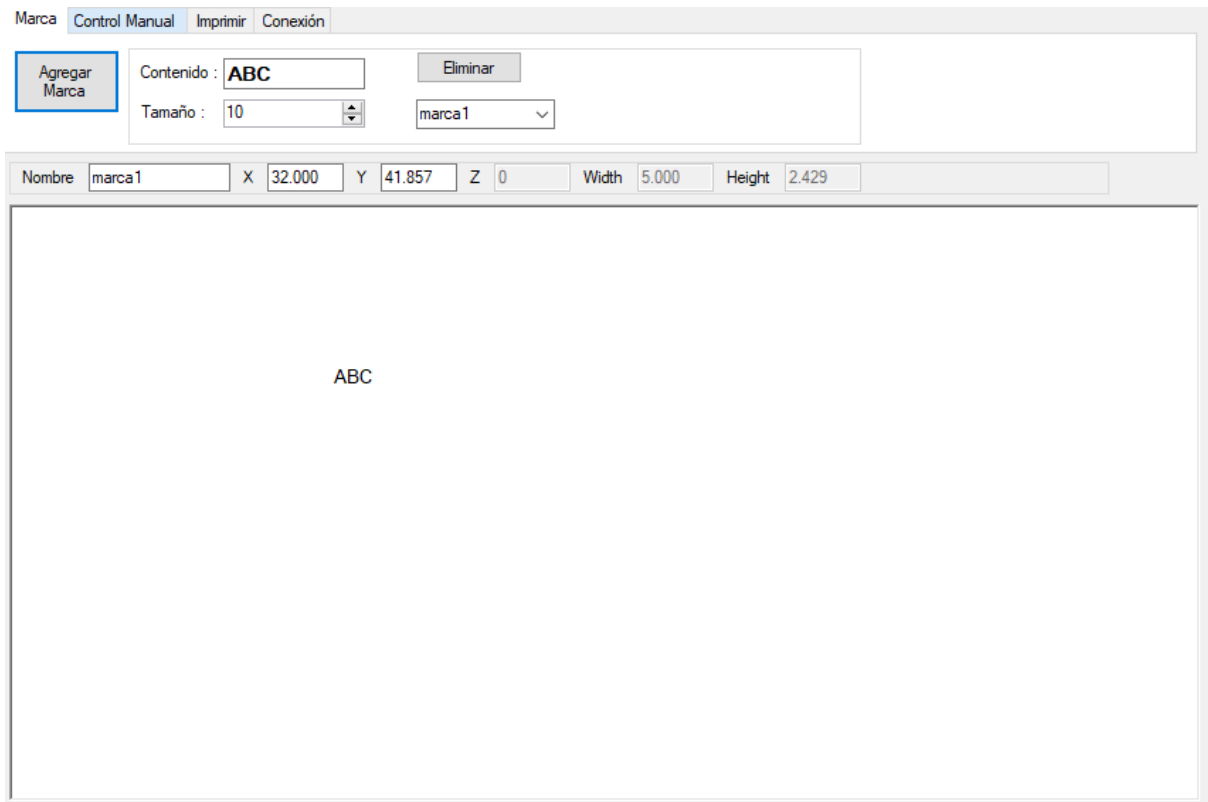 Marca Control Manual Imprimir Conexión
Agregar
Marca
Contenido : ABC
Eliminar
Tamaño : 10
marca1
Nombre marca1 X 32.000 Y 41.857 Z 0 Width 5.000 Height 2.429
ABC